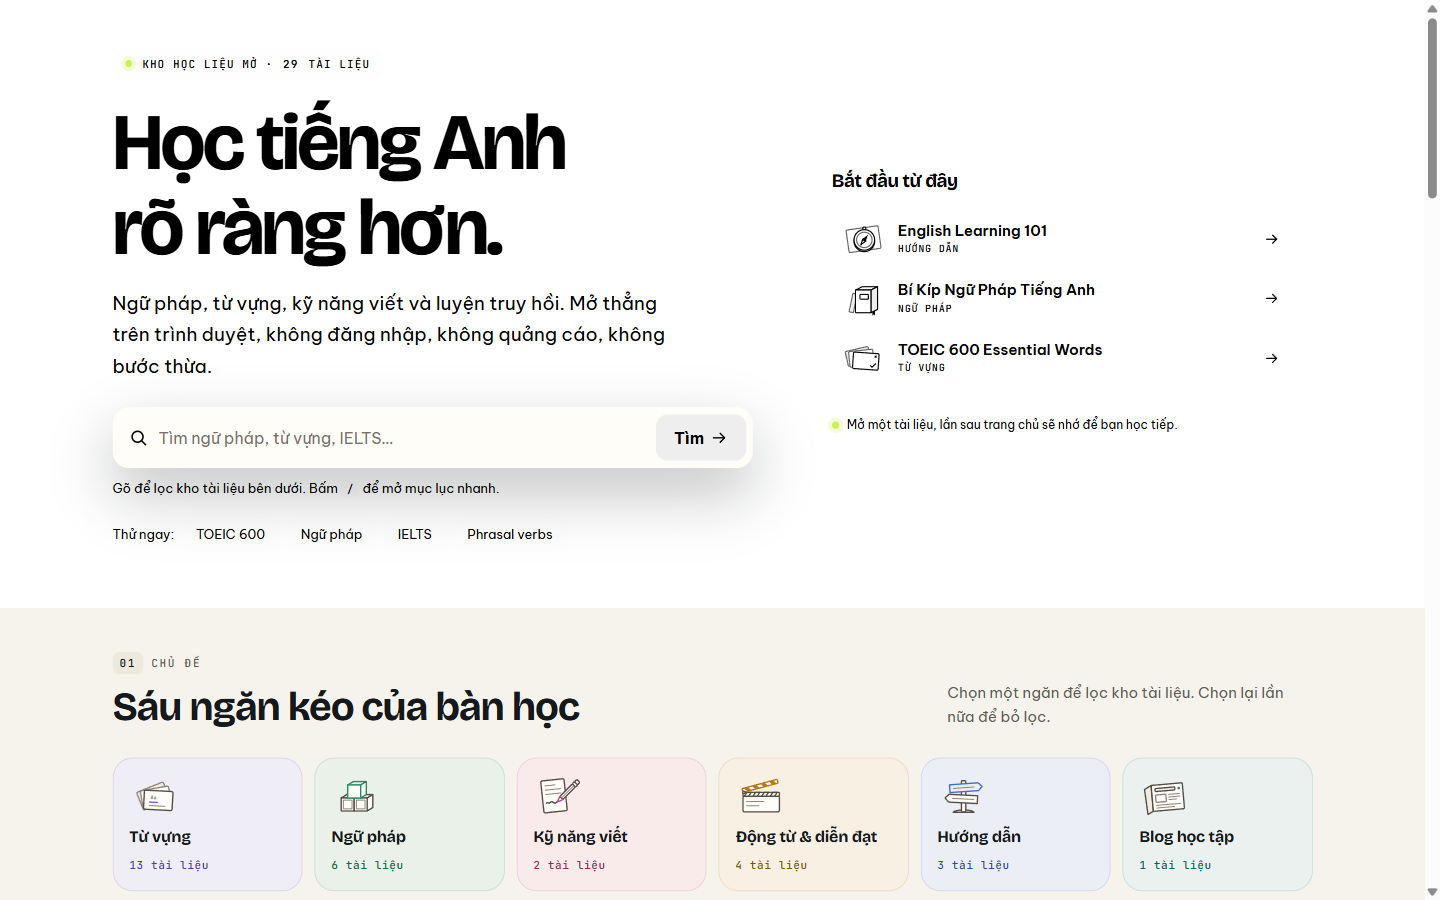 KHO HỌC LIỆU MỞ · 29 TÀI LIỆU
Học tiếng Anh
rõ ràng hơn.
Ngữ pháp, từ vựng, kỹ năng viết và luyện truy hồi. Mở thẳng
trên trình duyệt, không đăng nhập, không quảng cáo, không
bước thừa.
Tìm ngữ pháp, từ vựng, IELTS...
Tìm →
Gõ để lọc kho tài liệu bên dưới. Bấm / để mở mục lục nhanh.
Thử ngay: TOEIC 600 Ngữ pháp IELTS Phrasal verbs
Bắt đầu từ đây
English Learning 101 →
HƯỚNG DẪN
Bí Kíp Ngữ Pháp Tiếng Anh →
NGỮ PHÁP
TOEIC 600 Essential Words →
TỪ VỰNG
Mở một tài liệu, lần sau trang chủ sẽ nhớ để bạn học tiếp.
01 CHỦ ĐỀ
Sáu ngăn kéo của bàn học
Chọn một ngăn để lọc kho tài liệu. Chọn lại lần
nữa để bỏ lọc.
Từ vựng
13 tài liệu
Ngữ pháp
6 tài liệu
Kỹ năng viết
2 tài liệu
Động từ & diễn đạt
4 tài liệu
Hướng dẫn
3 tài liệu
Blog học tập
1 tài liệu